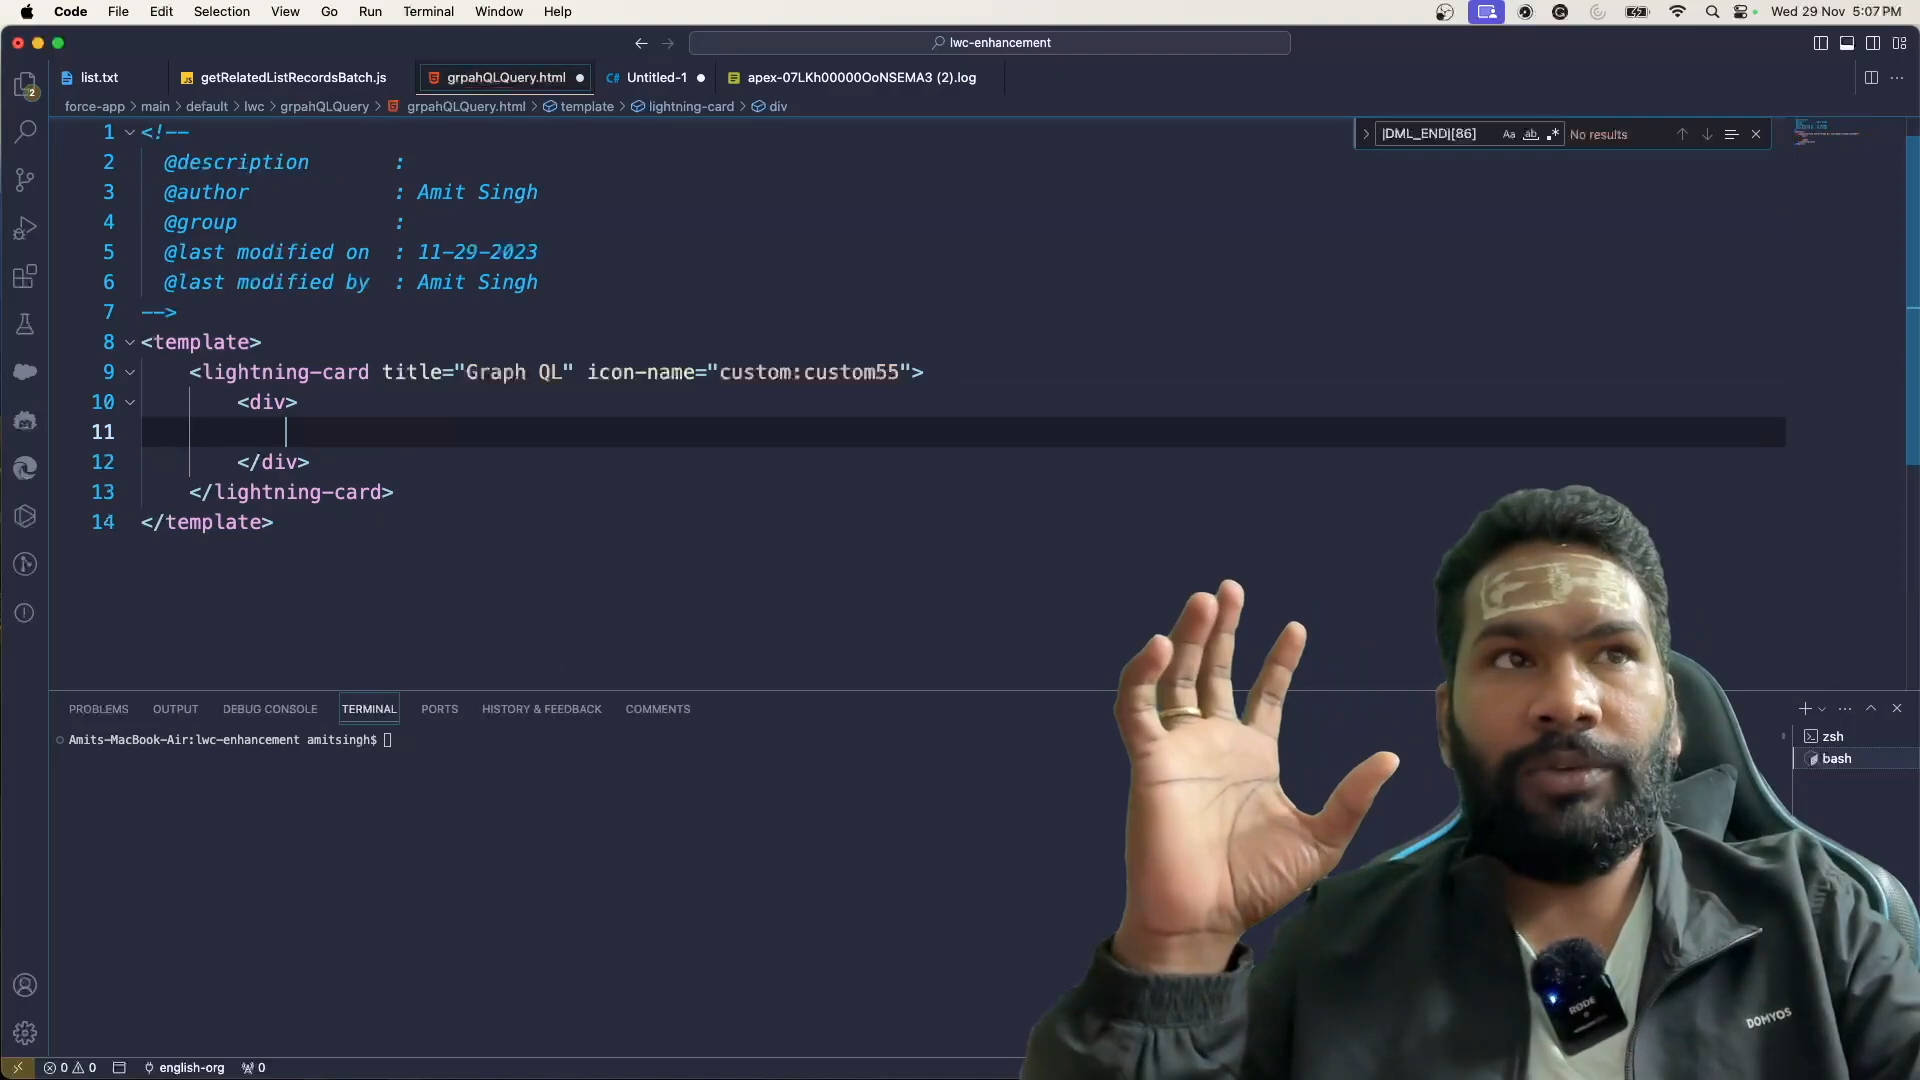 Code File Edit Selection View Go Run Terminal Window Help
Wed 29 Nov 5:07 PM
lwc-enhancement
list.txt
JS getRelatedListRecordsBatch.js
grpahQLQuery.html
C# Untitled-1
apex-07LKh00000OoNSEMA3 (2).log
force-app > main > default > lwc > grpahQLQuery > grpahQLQuery.html > template > lightning-card > div
|DML_END|[86] Aa ab .* No results
2
1 <!--
2 @description :
3 @author : Amit Singh
4 @group :
5 @last modified on : 11-29-2023
6 @last modified by : Amit Singh
7 -->
8 <template>
9 <lightning-card title="Graph QL" icon-name="custom:custom55">
10 <div>
11
12 </div>
13 </lightning-card>
14 </template>
PROBLEMS OUTPUT DEBUG CONSOLE TERMINAL PORTS HISTORY & FEEDBACK COMMENTS
Amits-MacBook-Air:lwc-enhancement amitsingh$
zsh
bash
RØDE
DOMYOS
0 0 english-org 0